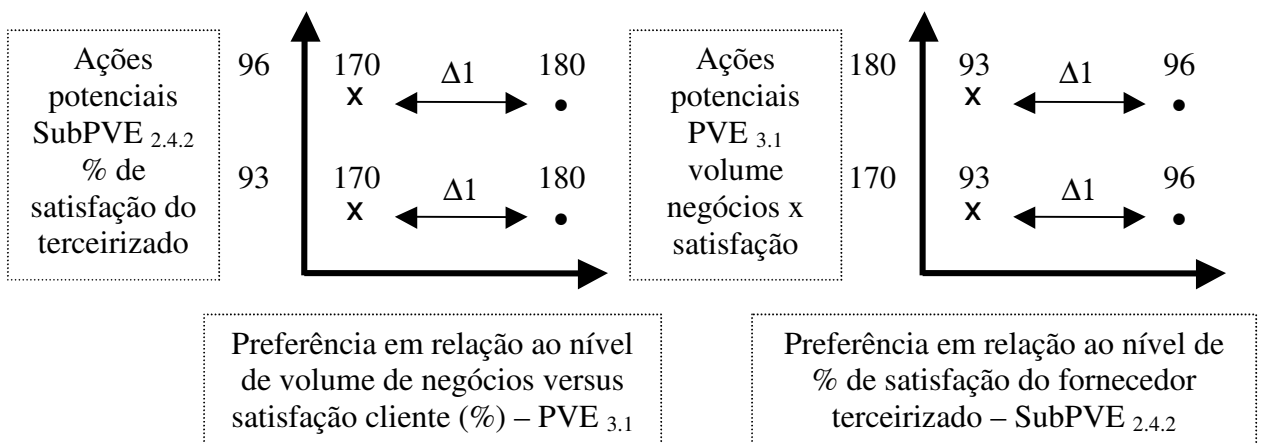 Ações
potenciais
SubPVE 2.4.2
% de
satisfação do
terceirizado
96
170
Δ1
180
x
•
93
170
Δ1
180
x
•
Preferência em relação ao nível
de volume de negócios versus
satisfação cliente (%) – PVE 3.1
Ações
potenciais
PVE 3.1
volume
negócios x
satisfação
180
93
Δ1
96
x
•
170
93
Δ1
96
x
•
Preferência em relação ao nível de
% de satisfação do fornecedor
terceirizado – SubPVE 2.4.2